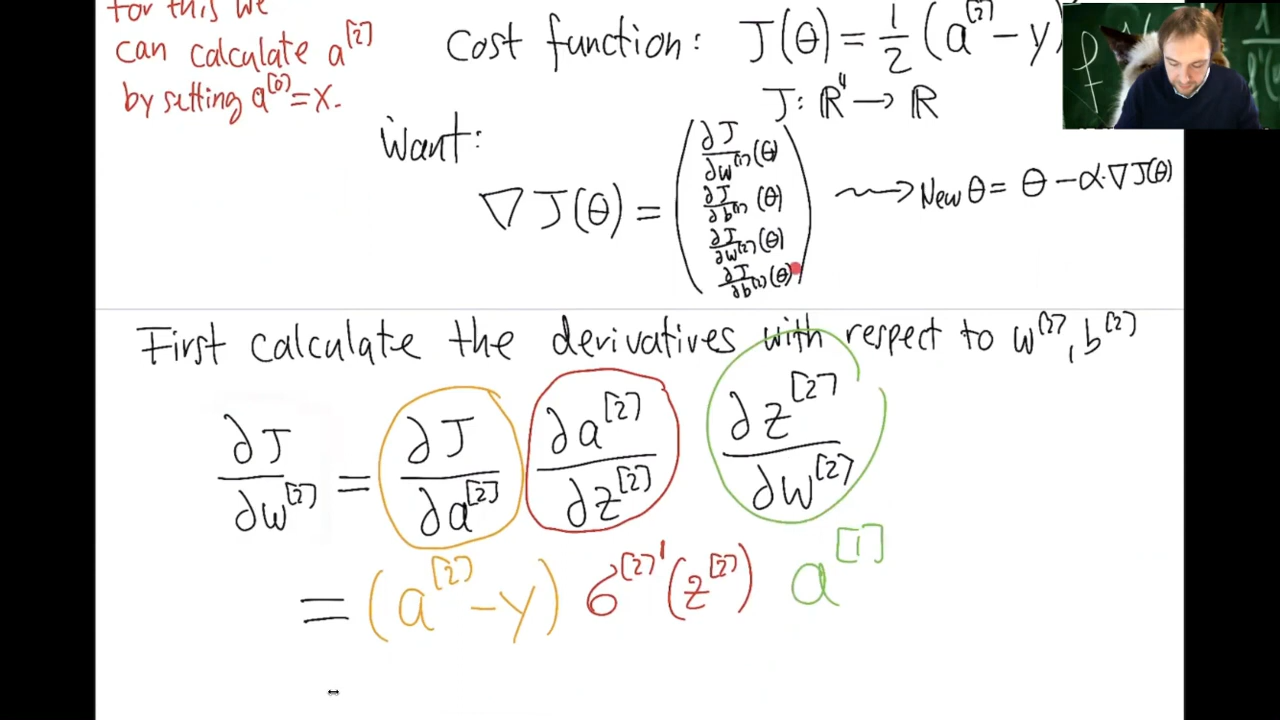 for this we
can calculate a^[2]
by setting a^[0] = x.
Cost function: J(θ) = 1/2 (a^[2] − y)
J: ℝ^4 → ℝ
Want:
∇J(θ) = ( ∂J/∂w^[1] (θ)
∂J/∂b^[1] (θ)
∂J/∂w^[2] (θ)
∂J/∂b^[2] (θ) ) ⇝ New θ = θ − α·∇J(θ)
First calculate the derivatives with respect to w^[2], b^[2]
∂J/∂w^[2] = ∂J/∂a^[2] ∂a^[2]/∂z^[2] ∂z^[2]/∂w^[2]
= (a^[2] − y) σ^[2]' (z^[2]) a^[1]